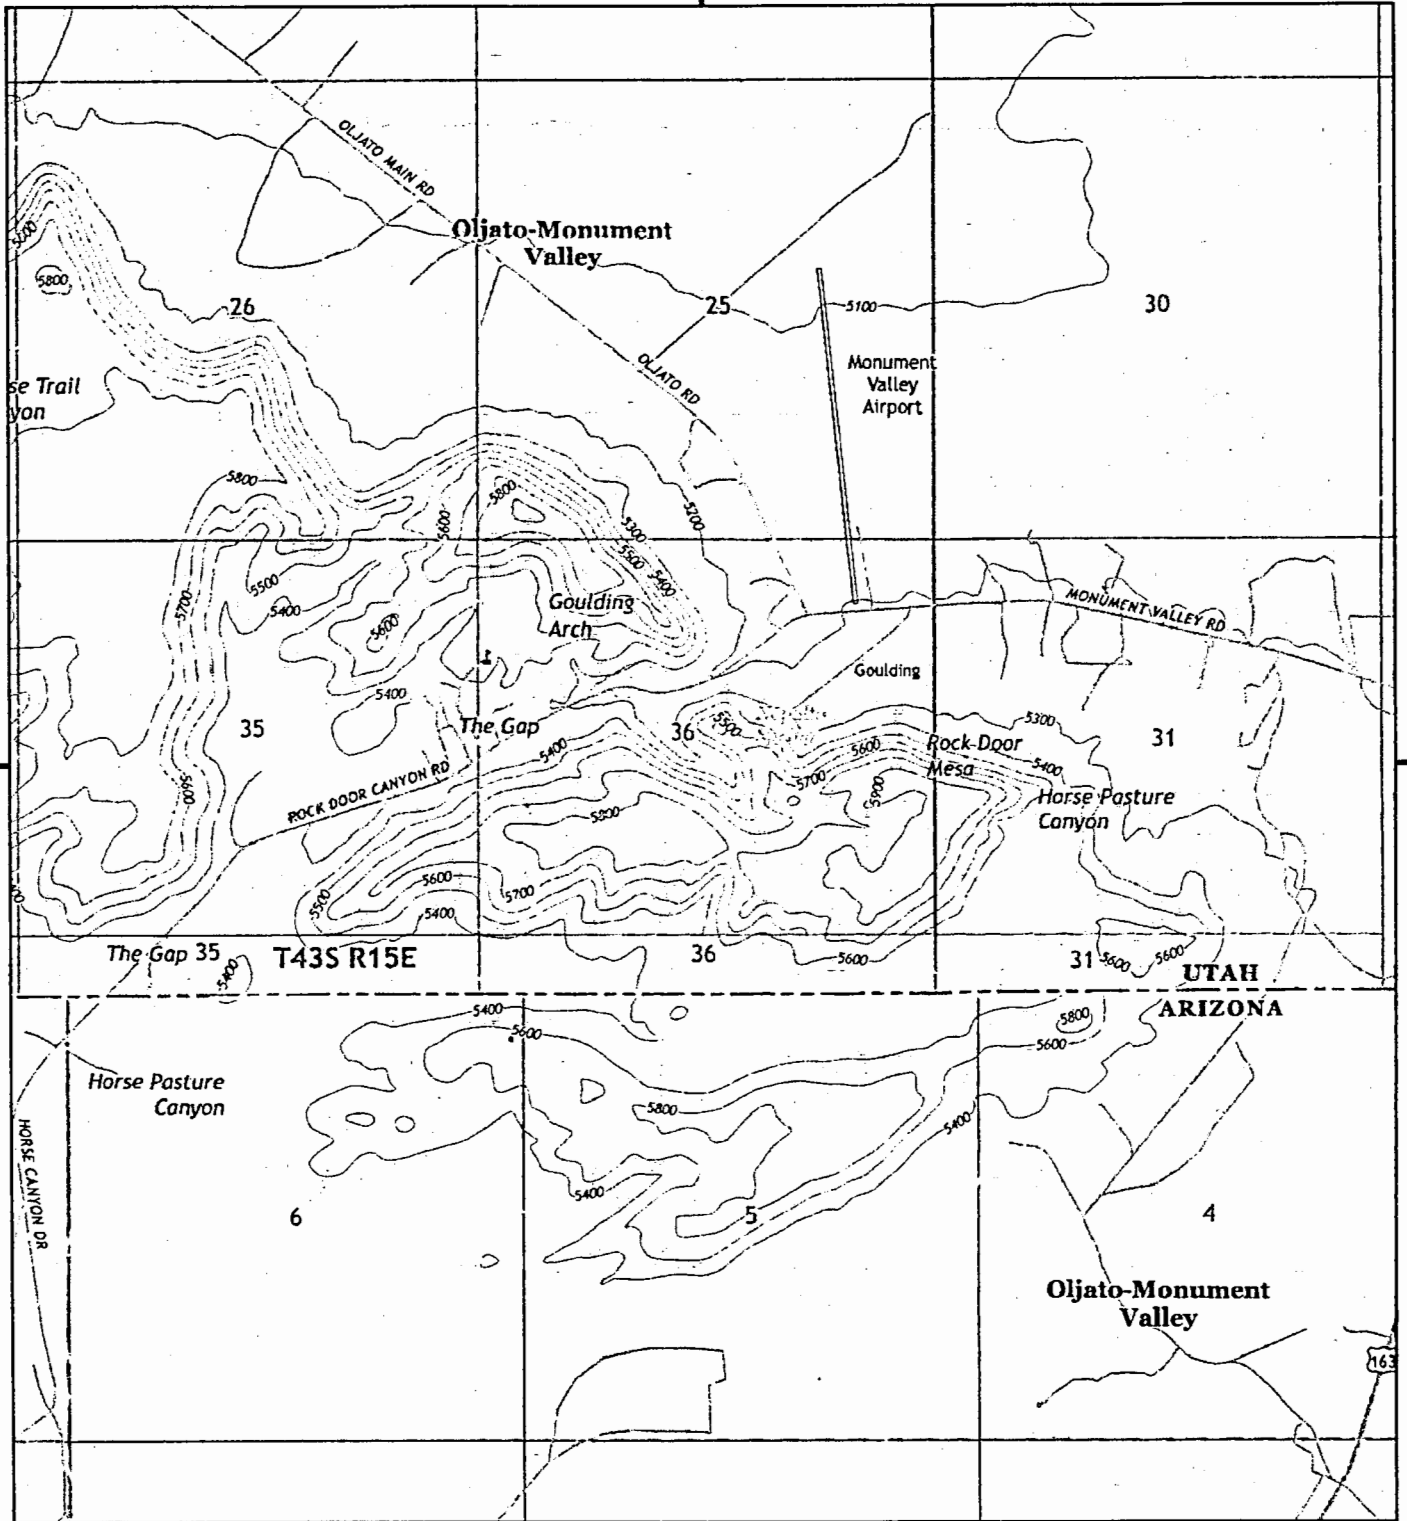 OLJATO MAIN RD
Oljato-Monument
Valley
5600
5800
26
25
5100
30
Monument
Valley
Airport
OLJATO RD
se Trail
yon
5800
5800
5600
5200
5300
5500
5400
5500
5400
5700
5600
Goulding
Arch
MONUMENT VALLEY RD
Goulding
5400
35
The Gap
36
5500
5300
5400
5600
Rock Door
Mesa
31
5400
5600
5700
5900
ROCK DOOR CANYON RD
Horse Pasture
Canyon
5800
5600
5700
5500
5400
The Gap 35
T43S R15E
5400
36
5600
31
5600
5600
UTAH
ARIZONA
5400
5600
5800
5600
Horse Pasture
Canyon
5800
5400
HORSE CANYON DR
5400
6
5
4
Oljato-Monument
Valley
163